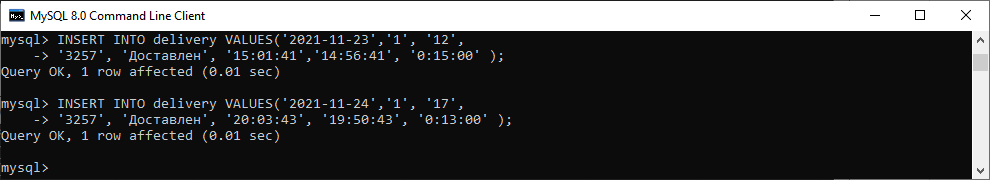 MySQL 8.0 Command Line Client
mysql> INSERT INTO delivery VALUES('2021-11-23','1', '12',
    -> '3257', 'Доставлен', '15:01:41','14:56:41', '0:15:00' );
Query OK, 1 row affected (0.01 sec)
mysql> INSERT INTO delivery VALUES('2021-11-24','1', '17',
    -> '3257', 'Доставлен', '20:03:43', '19:50:43', '0:13:00' );
Query OK, 1 row affected (0.01 sec)
mysql>